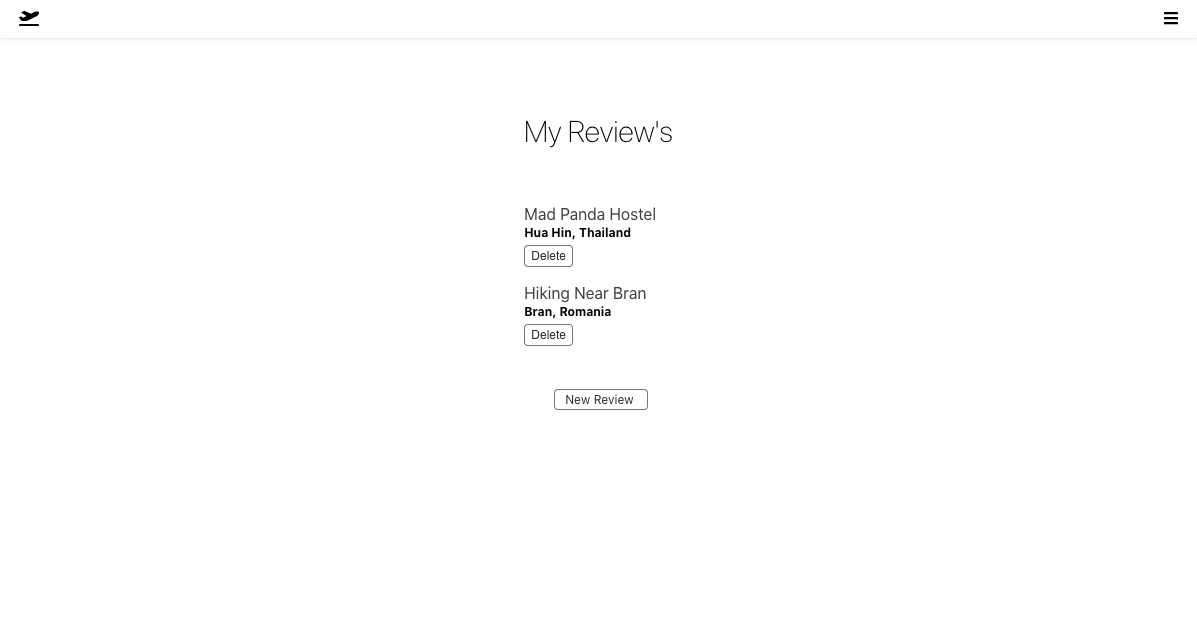 My Review's
Mad Panda Hostel
Hua Hin, Thailand
Delete
Hiking Near Bran
Bran, Romania
Delete
New Review